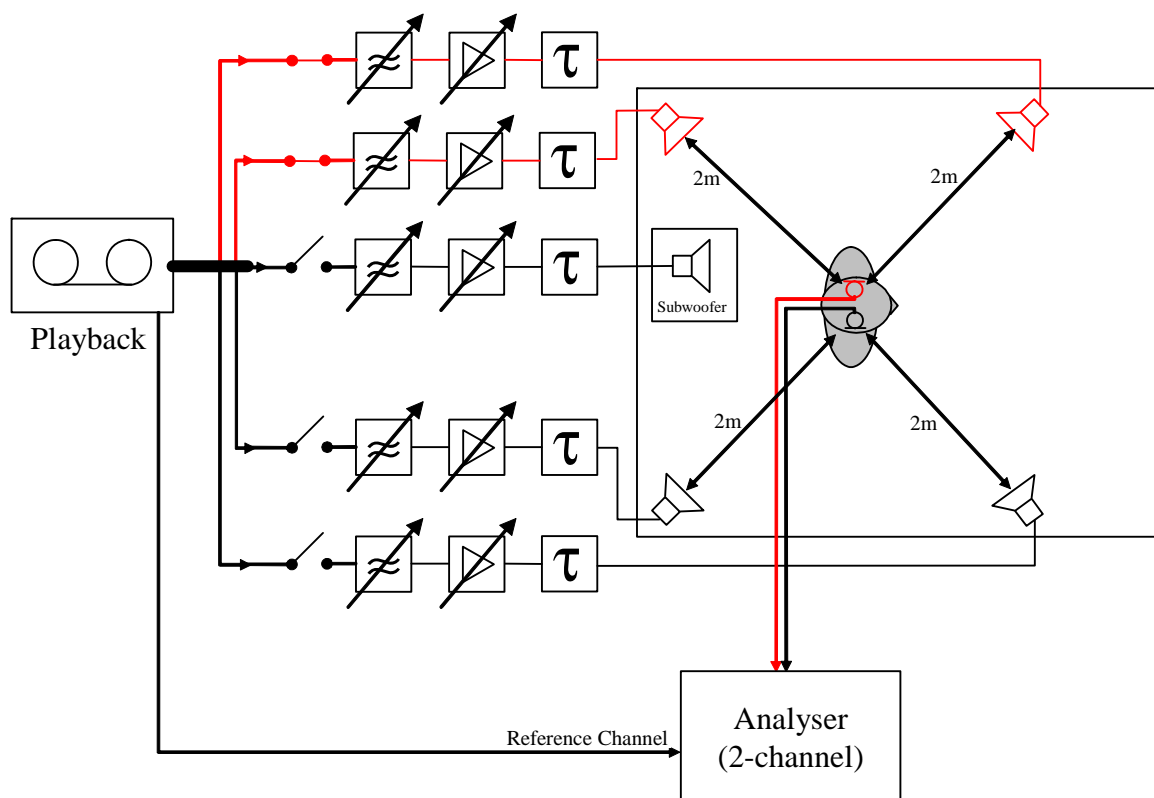 τ
τ
2m
2m
τ
Subwoofer
Playback
2m
2m
τ
τ
Analyser
Reference Channel
(2-channel)